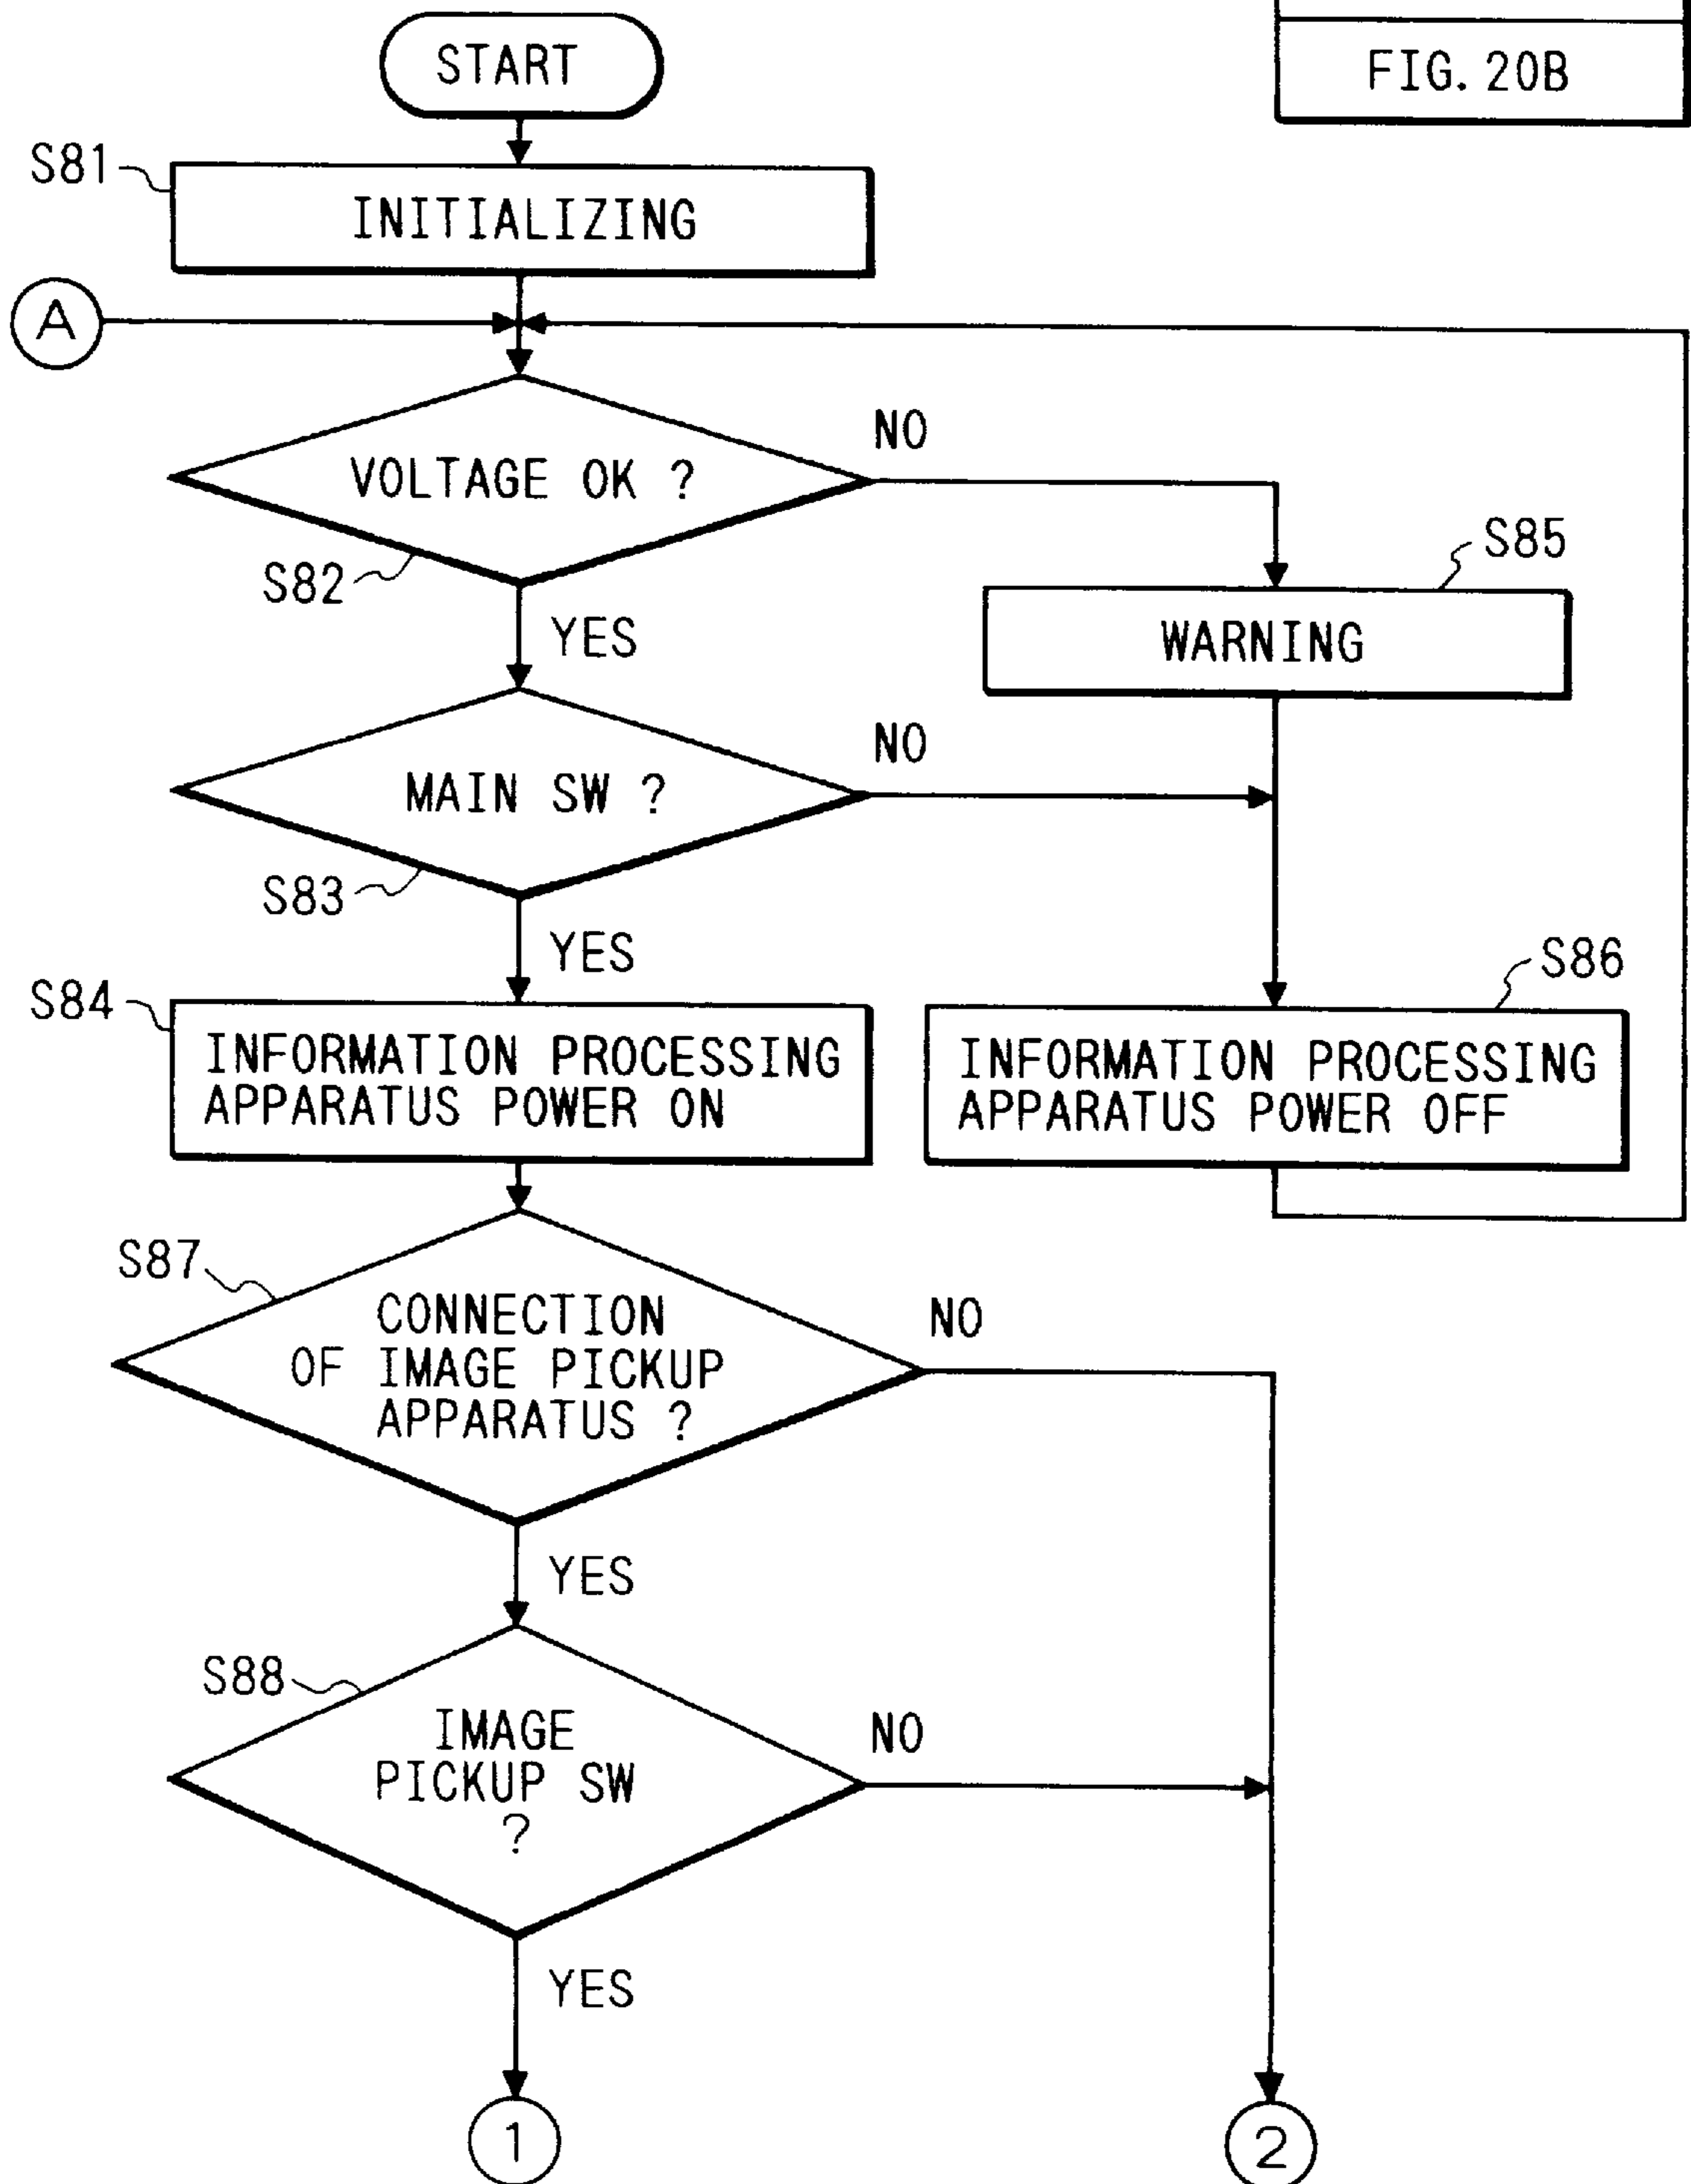 START
FIG. 20B
S81
INITIALIZING
A
NO
VOLTAGE OK ?
S82
S85
YES
WARNING
NO
MAIN SW ?
S83
YES
S86
S84
INFORMATION PROCESSING
APPARATUS POWER ON
INFORMATION PROCESSING
APPARATUS POWER OFF
S87
CONNECTION
OF IMAGE PICKUP
APPARATUS ?
NO
YES
S88
IMAGE
PICKUP SW
?
NO
YES
1
2